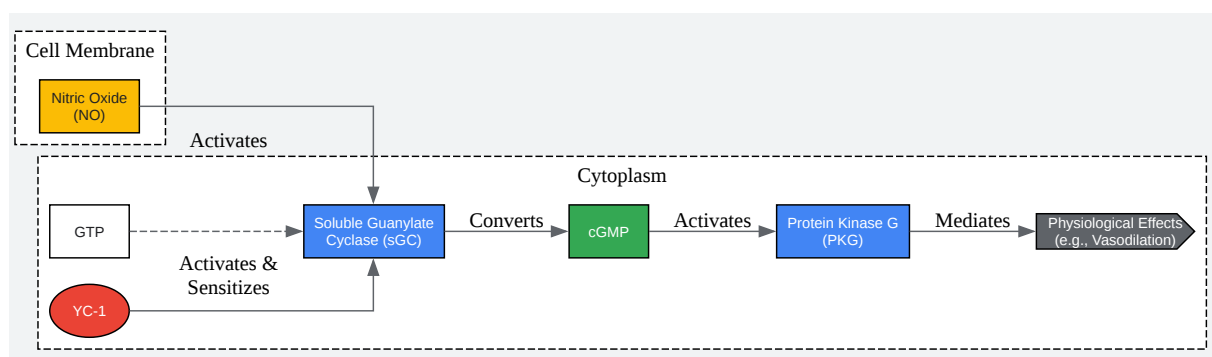 Cell Membrane
Nitric Oxide
(NO)
Activates
Cytoplasm
GTP
Soluble Guanylate
Cyclase (sGC)
Converts
cGMP
Activates
Protein Kinase G
(PKG)
Mediates
Physiological Effects
(e.g., Vasodilation)
Activates &
Sensitizes
YC-1